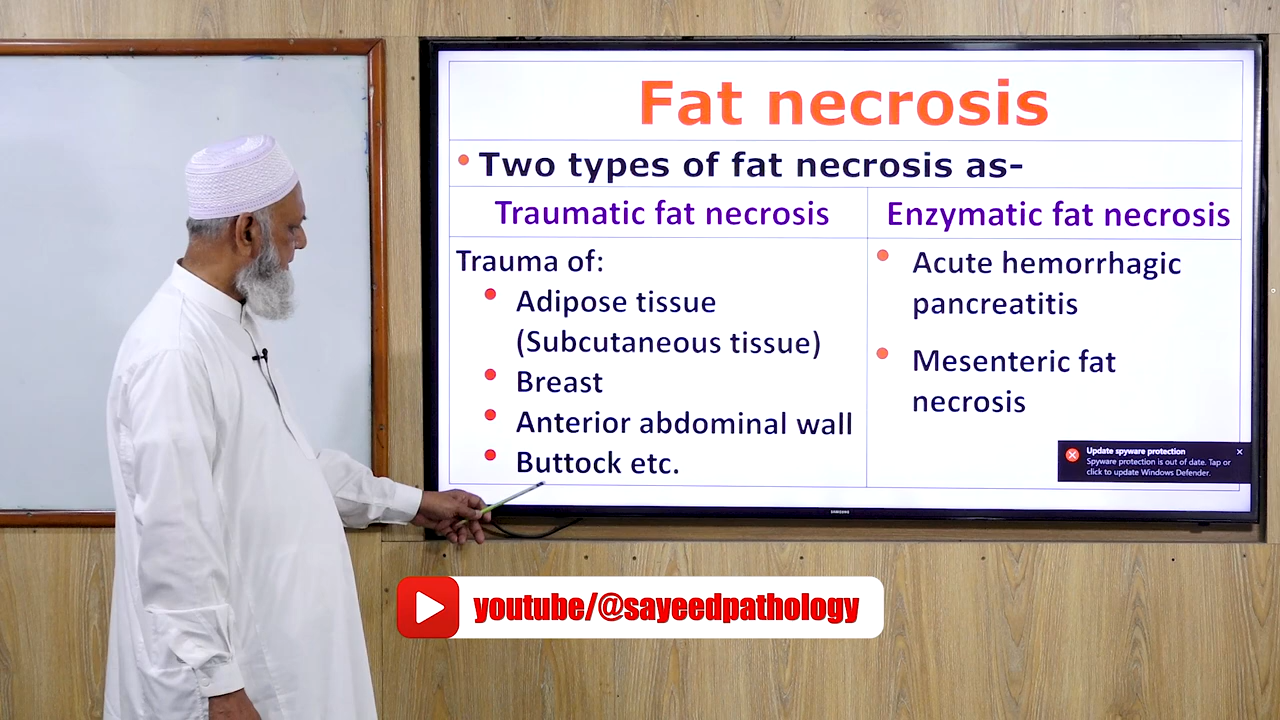 Fat necrosis
Two types of fat necrosis as-
Traumatic fat necrosis
Trauma of:
Adipose tissue
(Subcutaneous tissue)
Breast
Anterior abdominal wall
Buttock etc.
Enzymatic fat necrosis
Acute hemorrhagic
pancreatitis
Mesenteric fat
necrosis
Update spyware protection
Spyware protection is out of date. Tap or
click to update Windows Defender.
SAMSUNG
youtube/@sayeedpathology